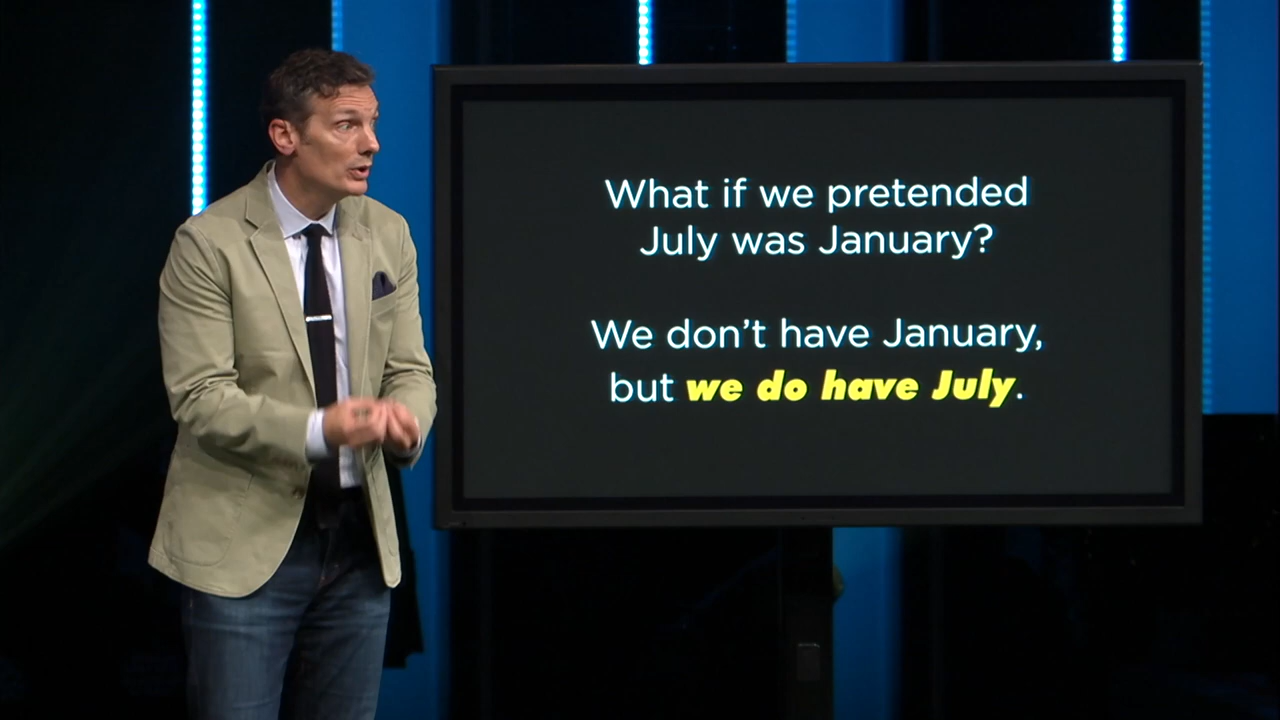 What if we pretended
July was January?
We don't have January,
but we do have July.